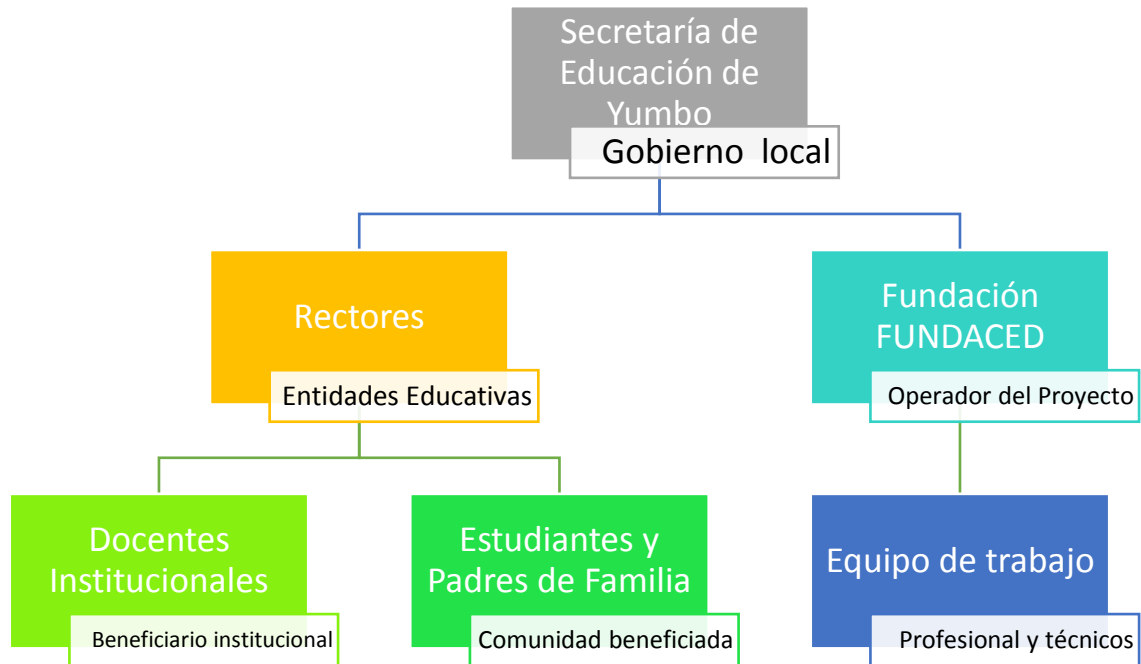 Secretaría de
Educación de
Yumbo
Gobierno local
Rectores
Entidades Educativas
Fundación
FUNDACED
Operador del Proyecto
Docentes
Institucionales
Beneficiario institucional
Estudiantes y
Padres de Familia
Comunidad beneficiada
Equipo de trabajo
Profesional y técnicos